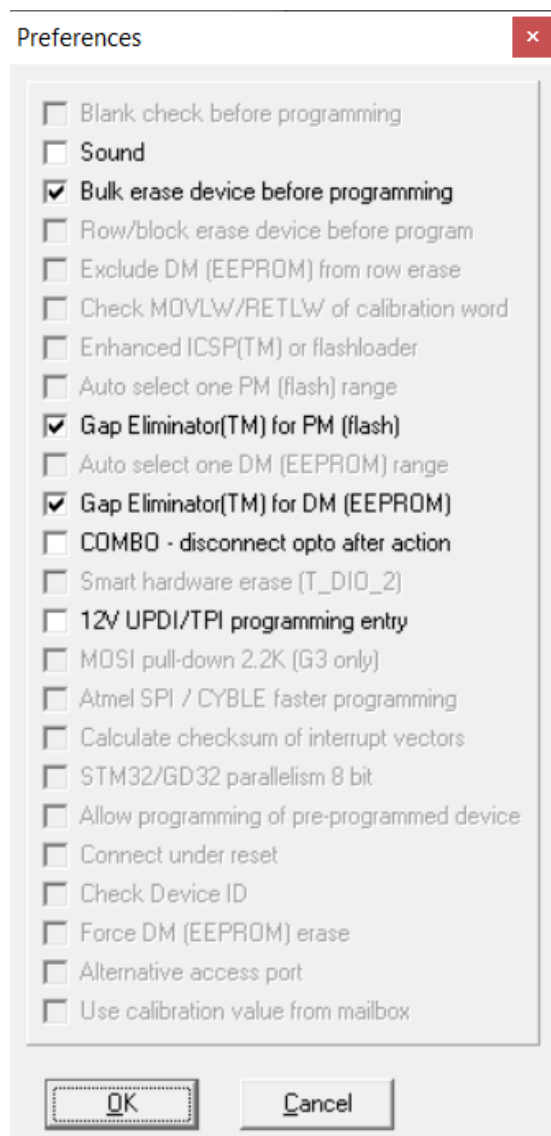 Preferences
Blank check before programming
Sound
Bulk erase device before programming
Row/block erase device before program
Exclude DM (EEPROM) from row erase
Check MOVLW/RETLW of calibration word
Enhanced ICSP(TM) or flashloader
Auto select one PM (flash) range
Gap Eliminator(TM) for PM (flash)
Auto select one DM (EEPROM) range
Gap Eliminator(TM) for DM (EEPROM)
COMBO - disconnect opto after action
Smart hardware erase (T_DIO_2)
12V UPDI/TPI programming entry
MOSI pull-down 2.2K (G3 only)
Atmel SPI / CYBLE faster programming
Calculate checksum of interrupt vectors
STM32/GD32 parallelism 8 bit
Allow programming of pre-programmed device
Connect under reset
Check Device ID
Force DM (EEPROM) erase
Alternative access port
Use calibration value from mailbox
OK Cancel